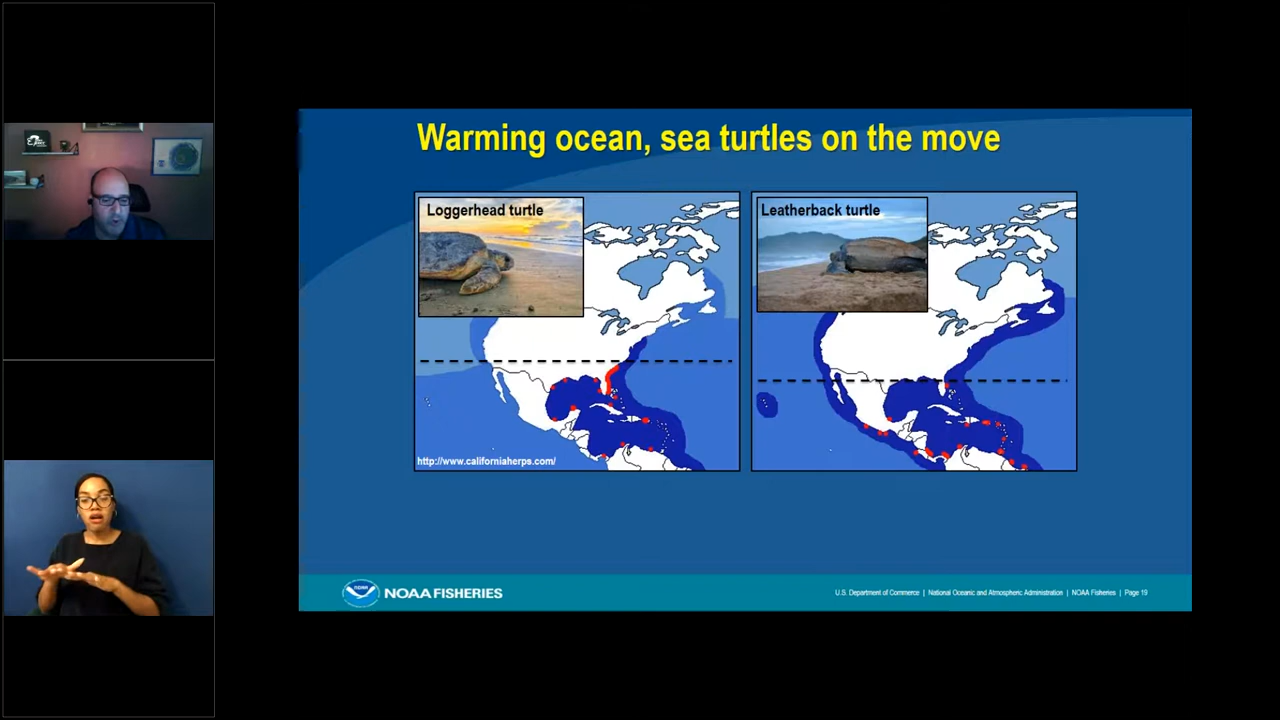 Warming ocean, sea turtles on the move
Loggerhead turtle
http://www.californiaherps.com/
Leatherback turtle
NOAA FISHERIES
U.S. Department of Commerce | National Oceanic and Atmospheric Administration | NOAA Fisheries | Page 19